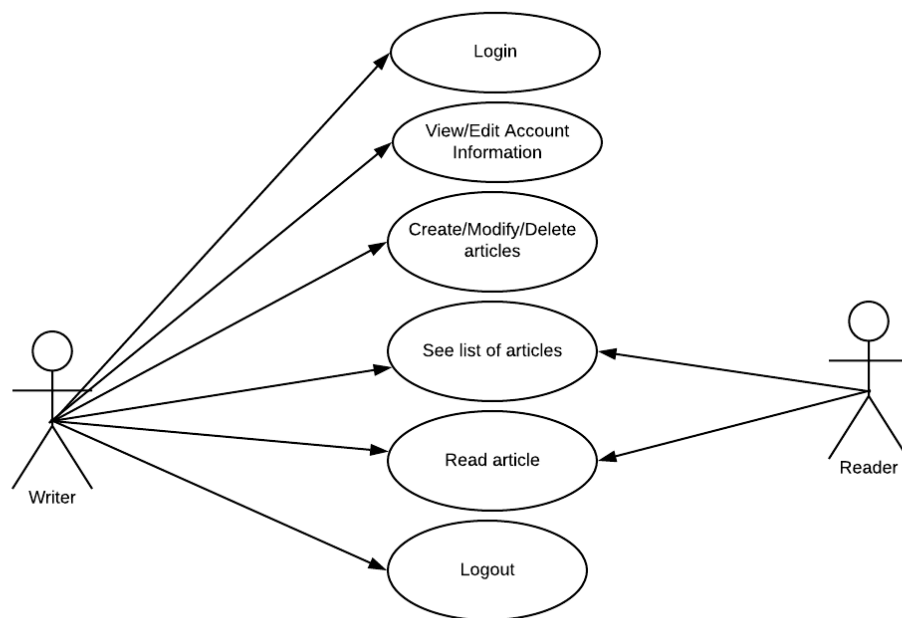 Login
View/Edit Account
Information
Create/Modify/Delete
articles
See list of articles
Read article
Reader
Writer
Logout